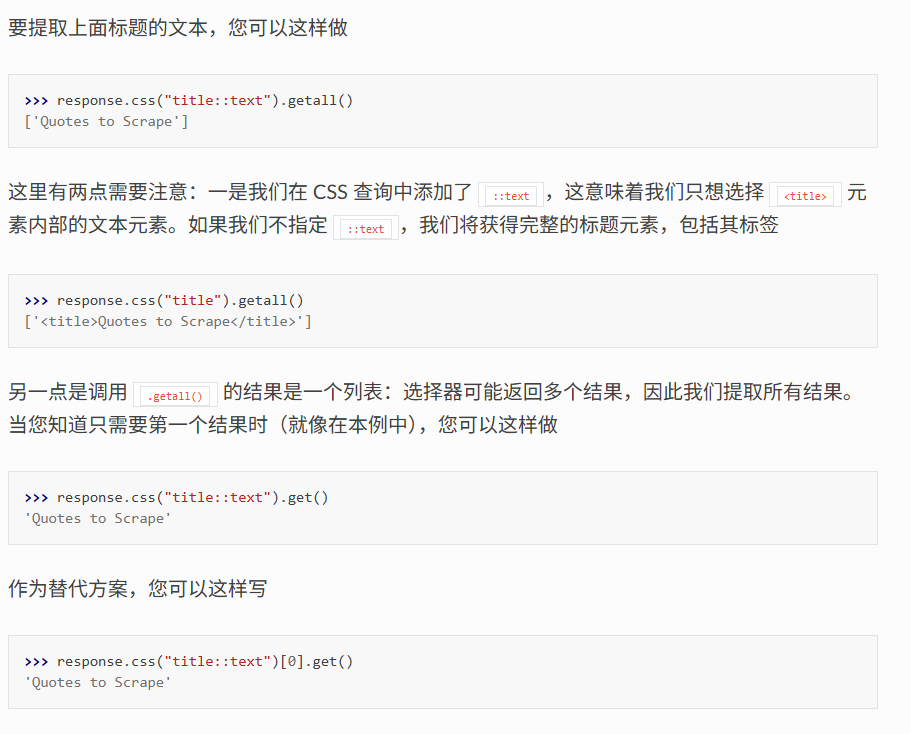 要提取上面标题的文本，您可以这样做
>>> response.css("title::text").getall()
['Quotes to Scrape']
这里有两点需要注意：一是我们在 CSS 查询中添加了 ::text ，这意味着我们只想选择 <title> 元
素内部的文本元素。如果我们不指定 ::text ，我们将获得完整的标题元素，包括其标签
>>> response.css("title").getall()
['<title>Quotes to Scrape</title>']
另一点是调用 .getall() 的结果是一个列表：选择器可能返回多个结果，因此我们提取所有结果。
当您知道只需要第一个结果时（就像在本例中），您可以这样做
>>> response.css("title::text").get()
'Quotes to Scrape'
作为替代方案，您可以这样写
>>> response.css("title::text")[0].get()
'Quotes to Scrape'